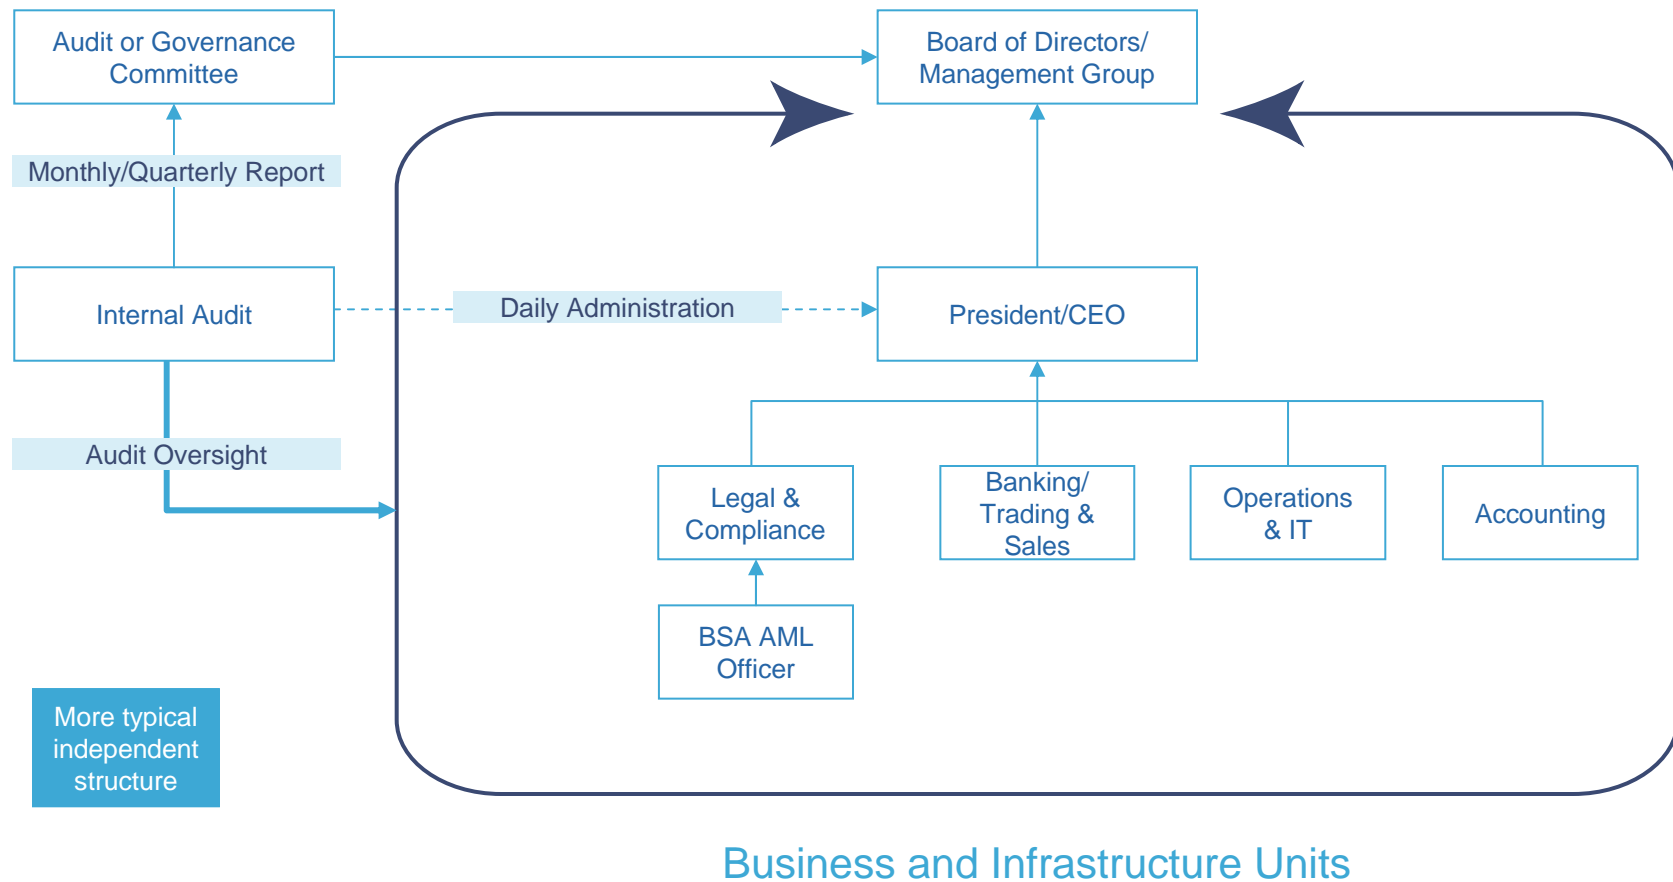 Audit or Governance
Committee
Board of Directors/
Management Group
Monthly/Quarterly Report
Internal Audit
Daily Administration
President/CEO
Audit Oversight
Legal &
Compliance
Banking/
Trading &
Sales
Operations
& IT
Accounting
BSA AML
Officer
More typical
independent
structure
Business and Infrastructure Units